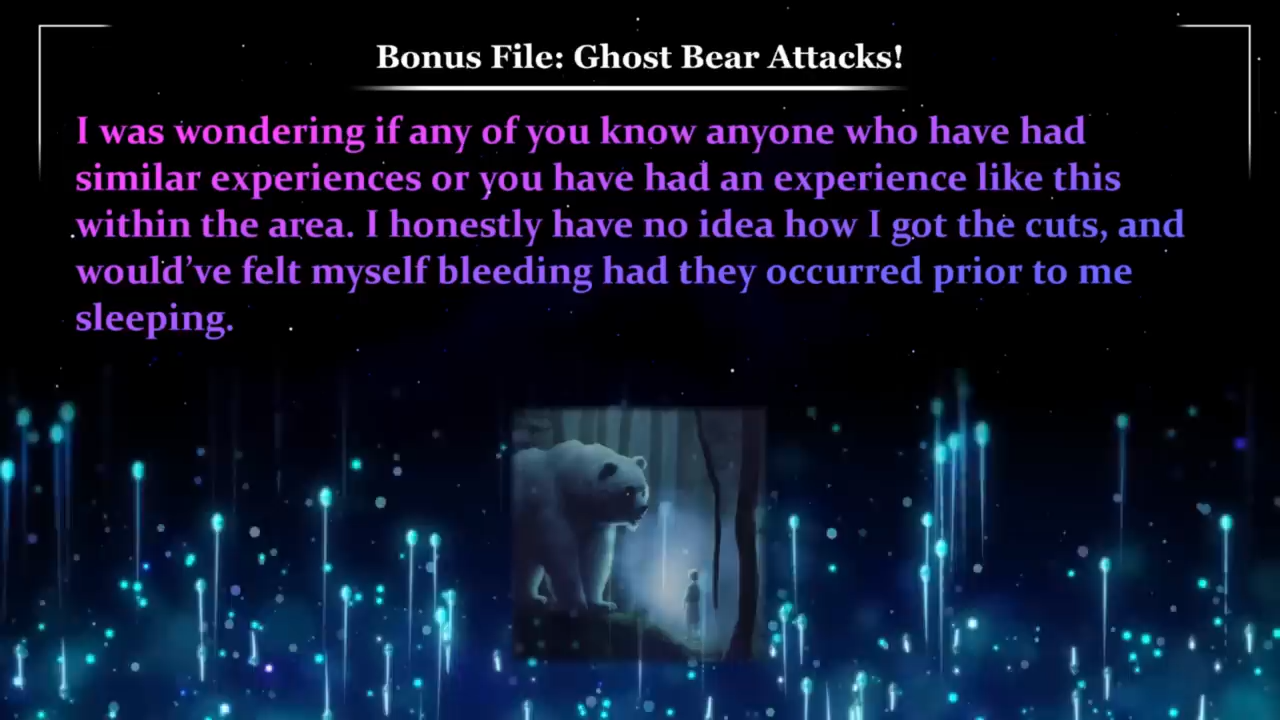 Bonus File: Ghost Bear Attacks!
I was wondering if any of you know anyone who have had
similar experiences or you have had an experience like this
within the area. I honestly have no idea how I got the cuts, and
would’ve felt myself bleeding had they occurred prior to me
sleeping.